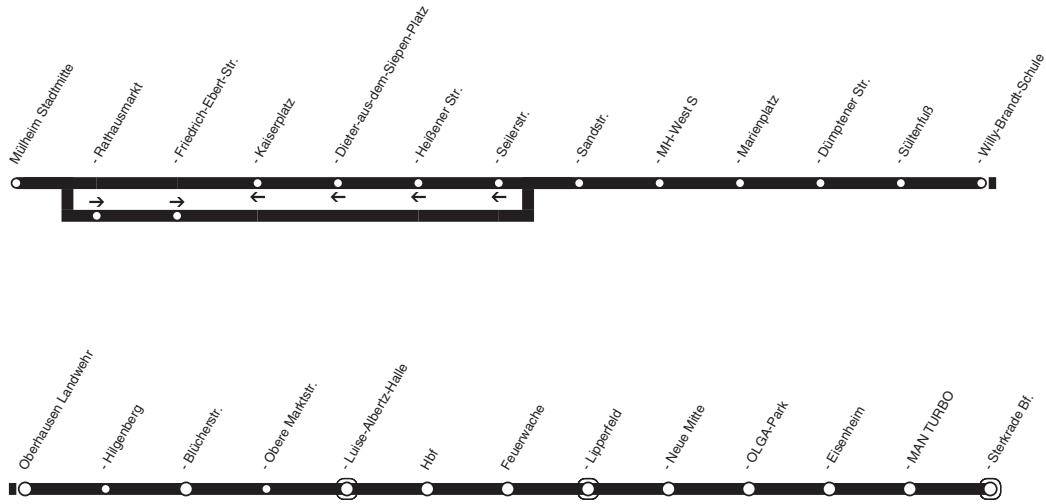 Mülheim Stadtmitte
- Rathausmarkt
- Friedrich-Ebert-Str.
- Kaiserplatz
- Dieter-aus-dem-Siepen-Platz
- Heißener Str.
- Seilerstr.
- Sandstr.
- MH-West S
- Marienplatz
- Dümptener Str.
- Sültenfuß
- Willy-Brandt-Schule
Oberhausen Landwehr
- Hilgenberg
- Blücherstr.
- Obere Marktstr.
- Luise-Albertz-Halle
Hbf
Feuerwache
- Lipperfeld
- Neue Mitte
- OLGA-Park
- Eisenheim
- MAN TURBO
- Sterkrade Bf.